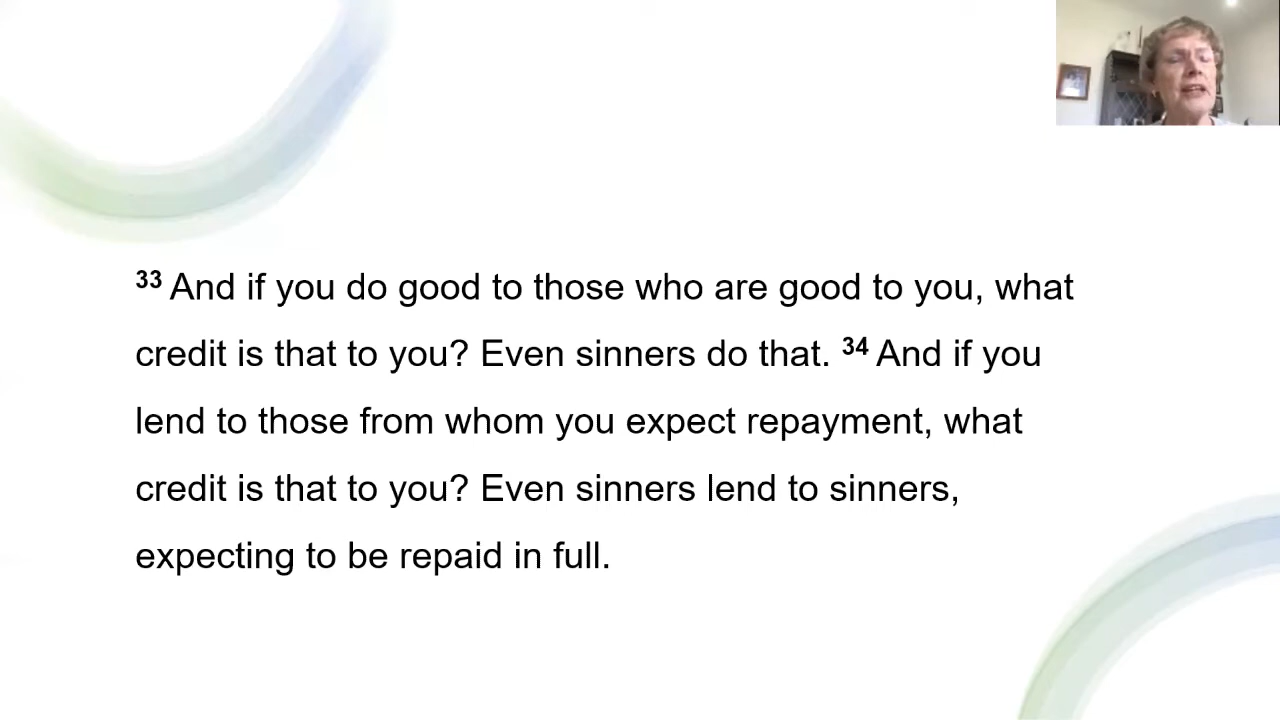 33 And if you do good to those who are good to you, what
credit is that to you? Even sinners do that. 34 And if you
lend to those from whom you expect repayment, what
credit is that to you? Even sinners lend to sinners,
expecting to be repaid in full.